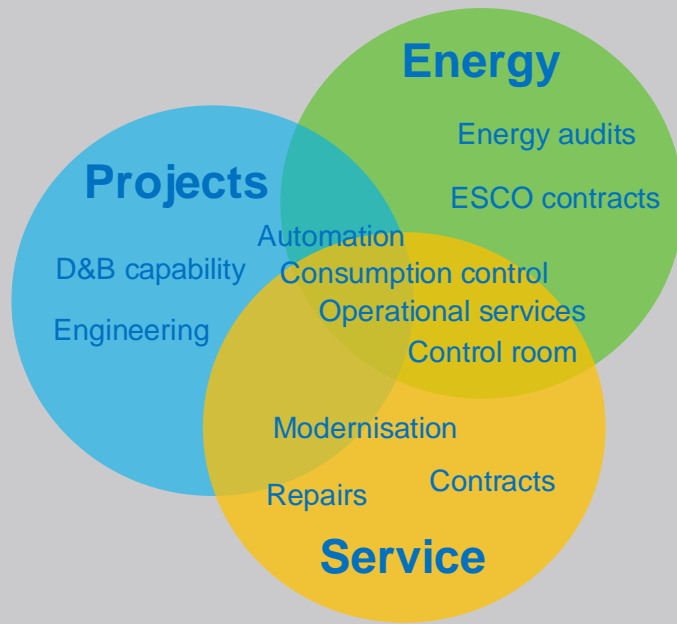 Energy
Energy audits
ESCO contracts
Projects
D&B capability
Engineering
Automation
Consumption control
Operational services
Control room
Modernisation
Repairs
Contracts
Service